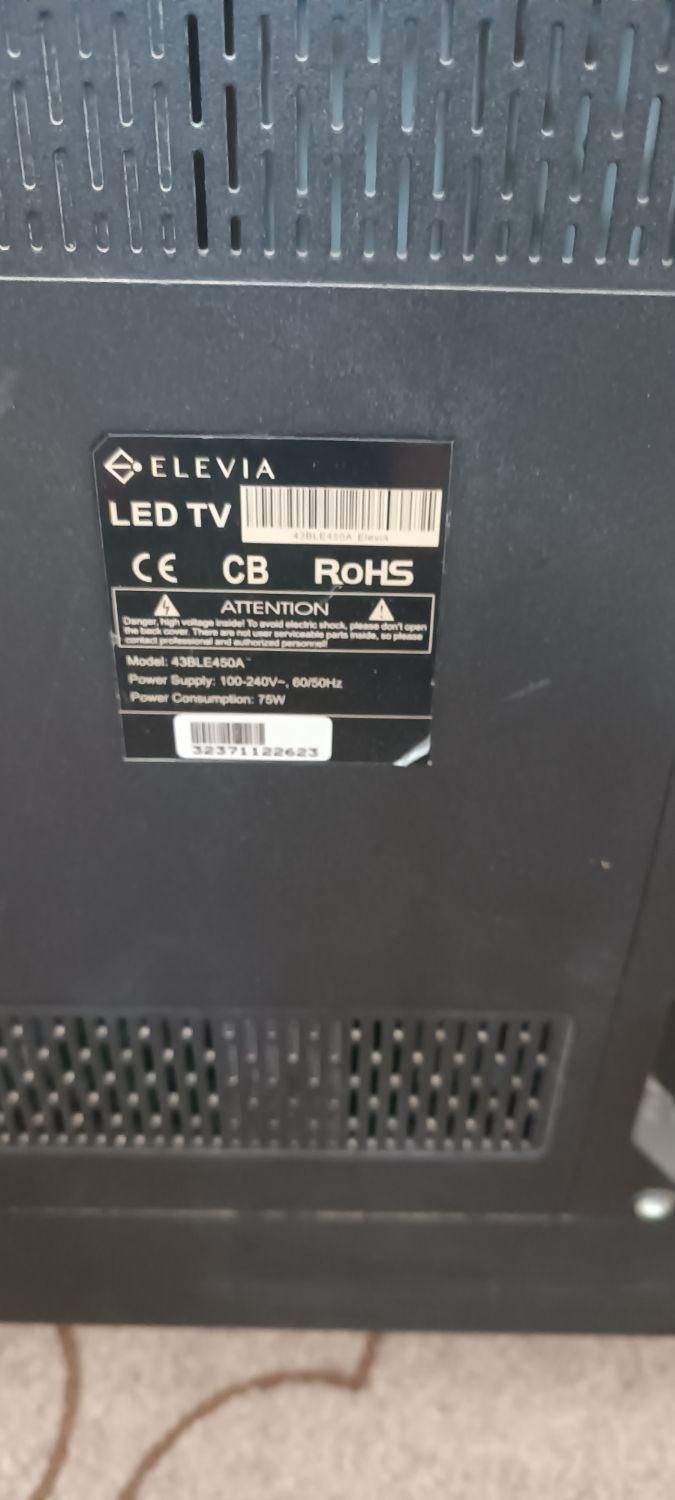 ELEVIA
LED TV
43BLE450A Elevia
CE CB RoHS
ATTENTION
Danger, high voltage inside! To avoid electric shock, please don't open
the back cover. There are not user serviceable parts inside, so please
contact professional and authorized personnel!
Model: 43BLE450A
Power Supply: 100-240V~, 60/50Hz
Power Consumption: 75W
32371122623